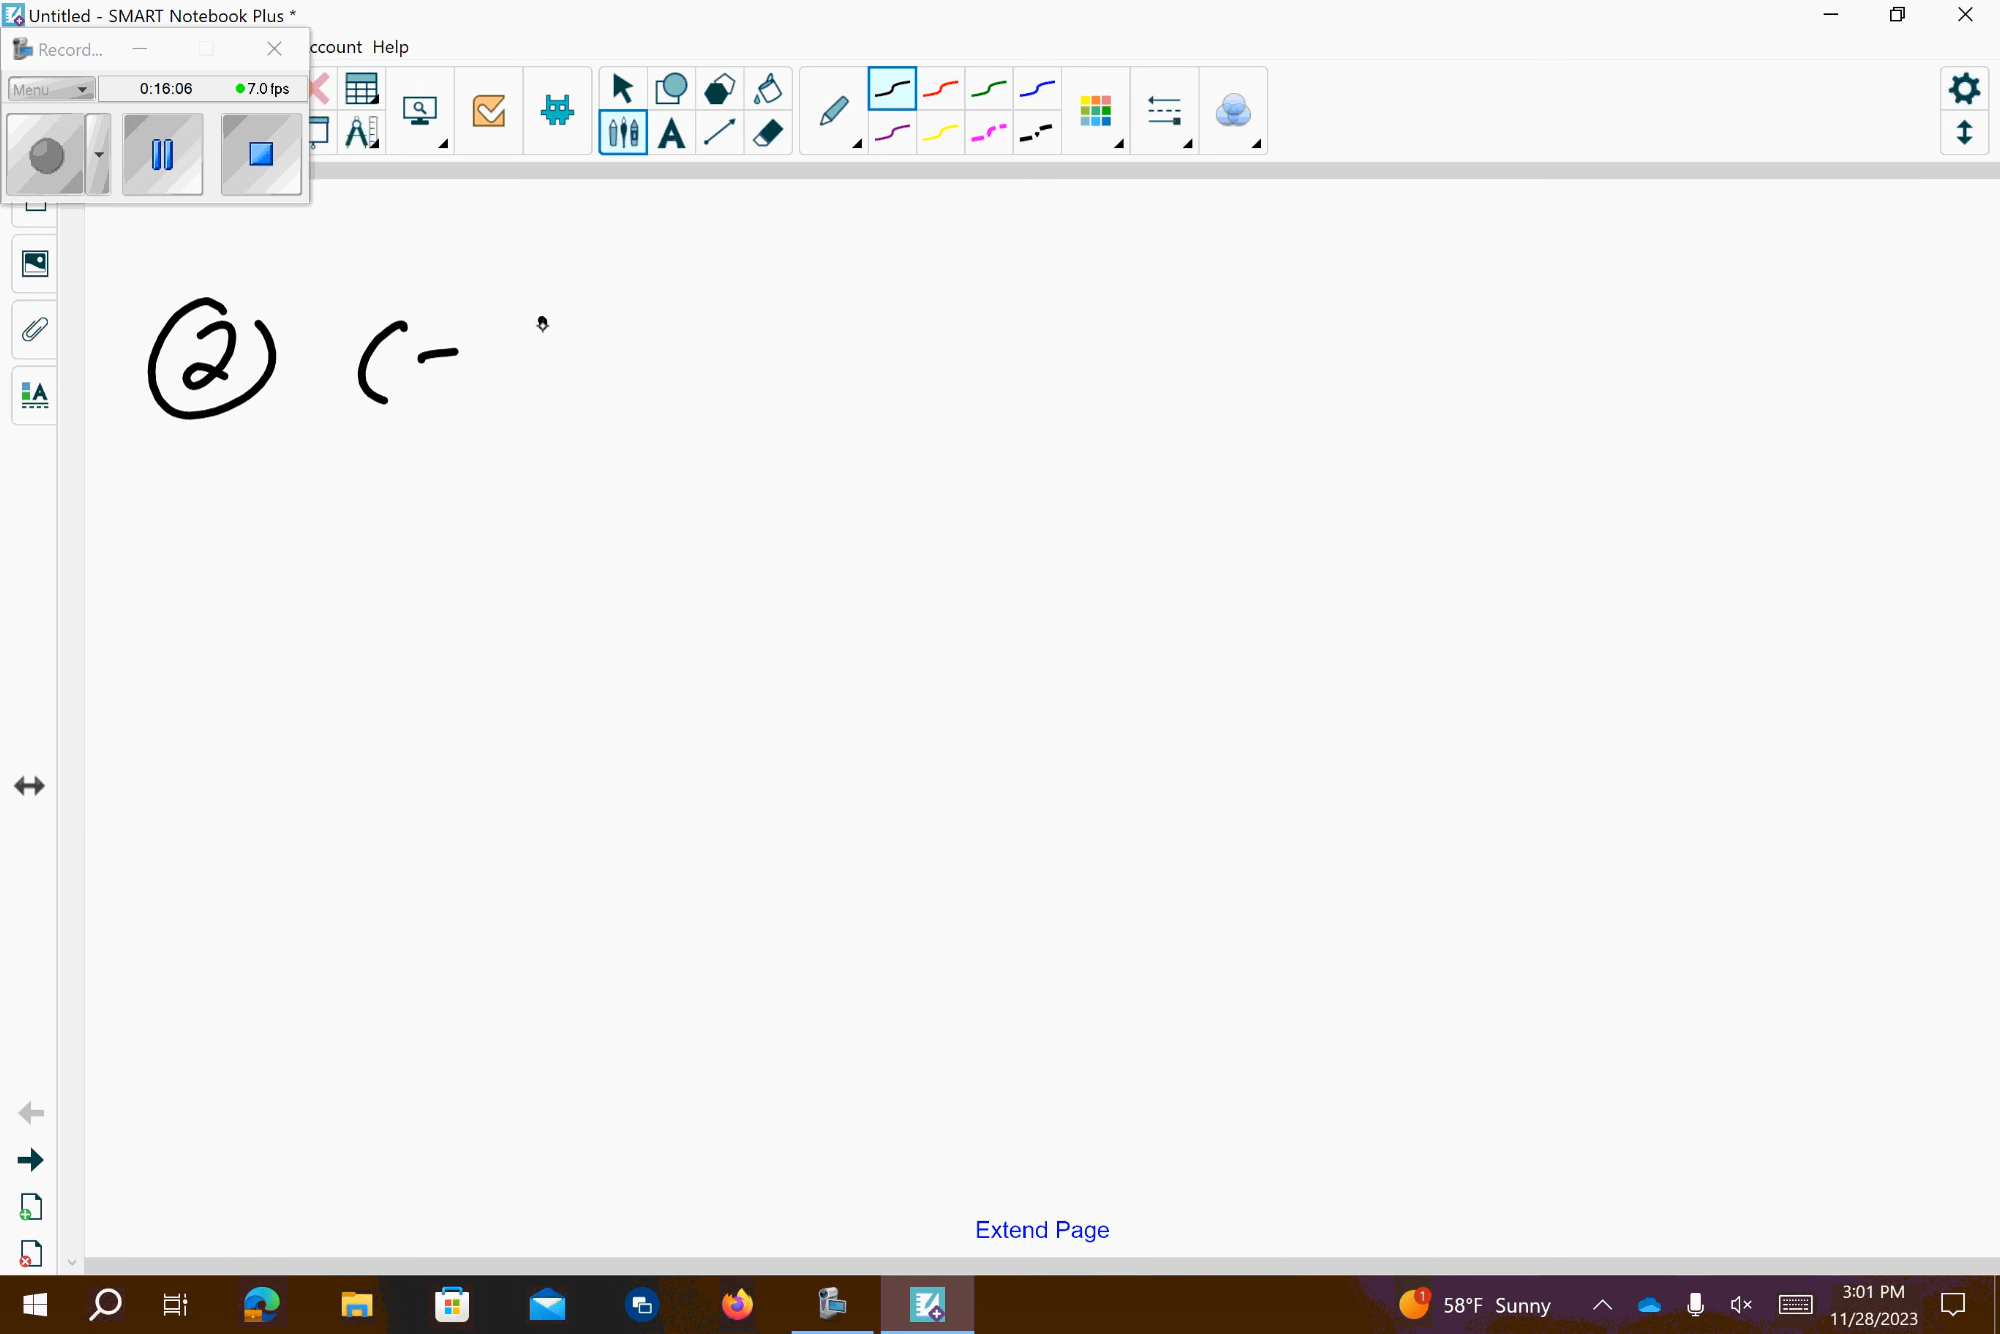 Untitled - SMART Notebook Plus *
Record...
ccount Help
Menu 0:16:06 7.0 fps
② (-
Extend Page
1 58°F Sunny
3:01 PM
11/28/2023